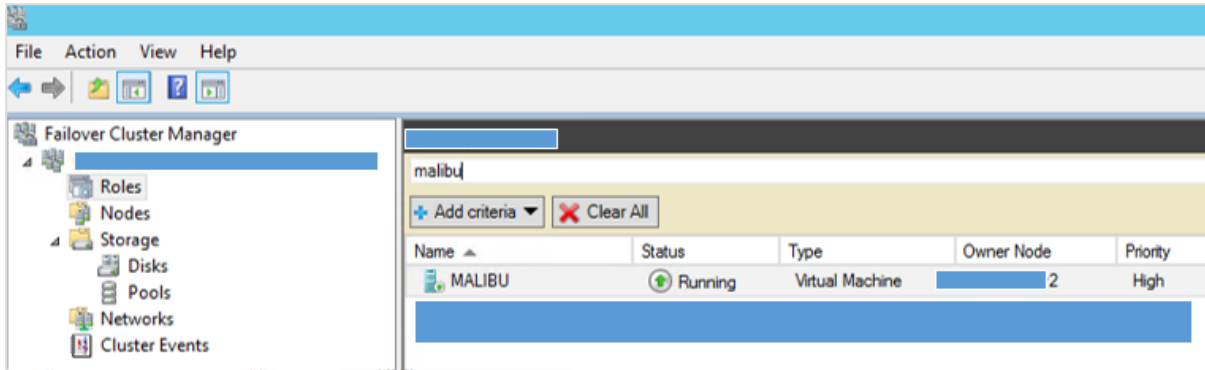 File Action View Help
Failover Cluster Manager
Roles
Nodes
Storage
Disks
Pools
Networks
Cluster Events
malibu
Add criteria Clear All
Name Status Type Owner Node Priority
MALIBU Running Virtual Machine 2 High